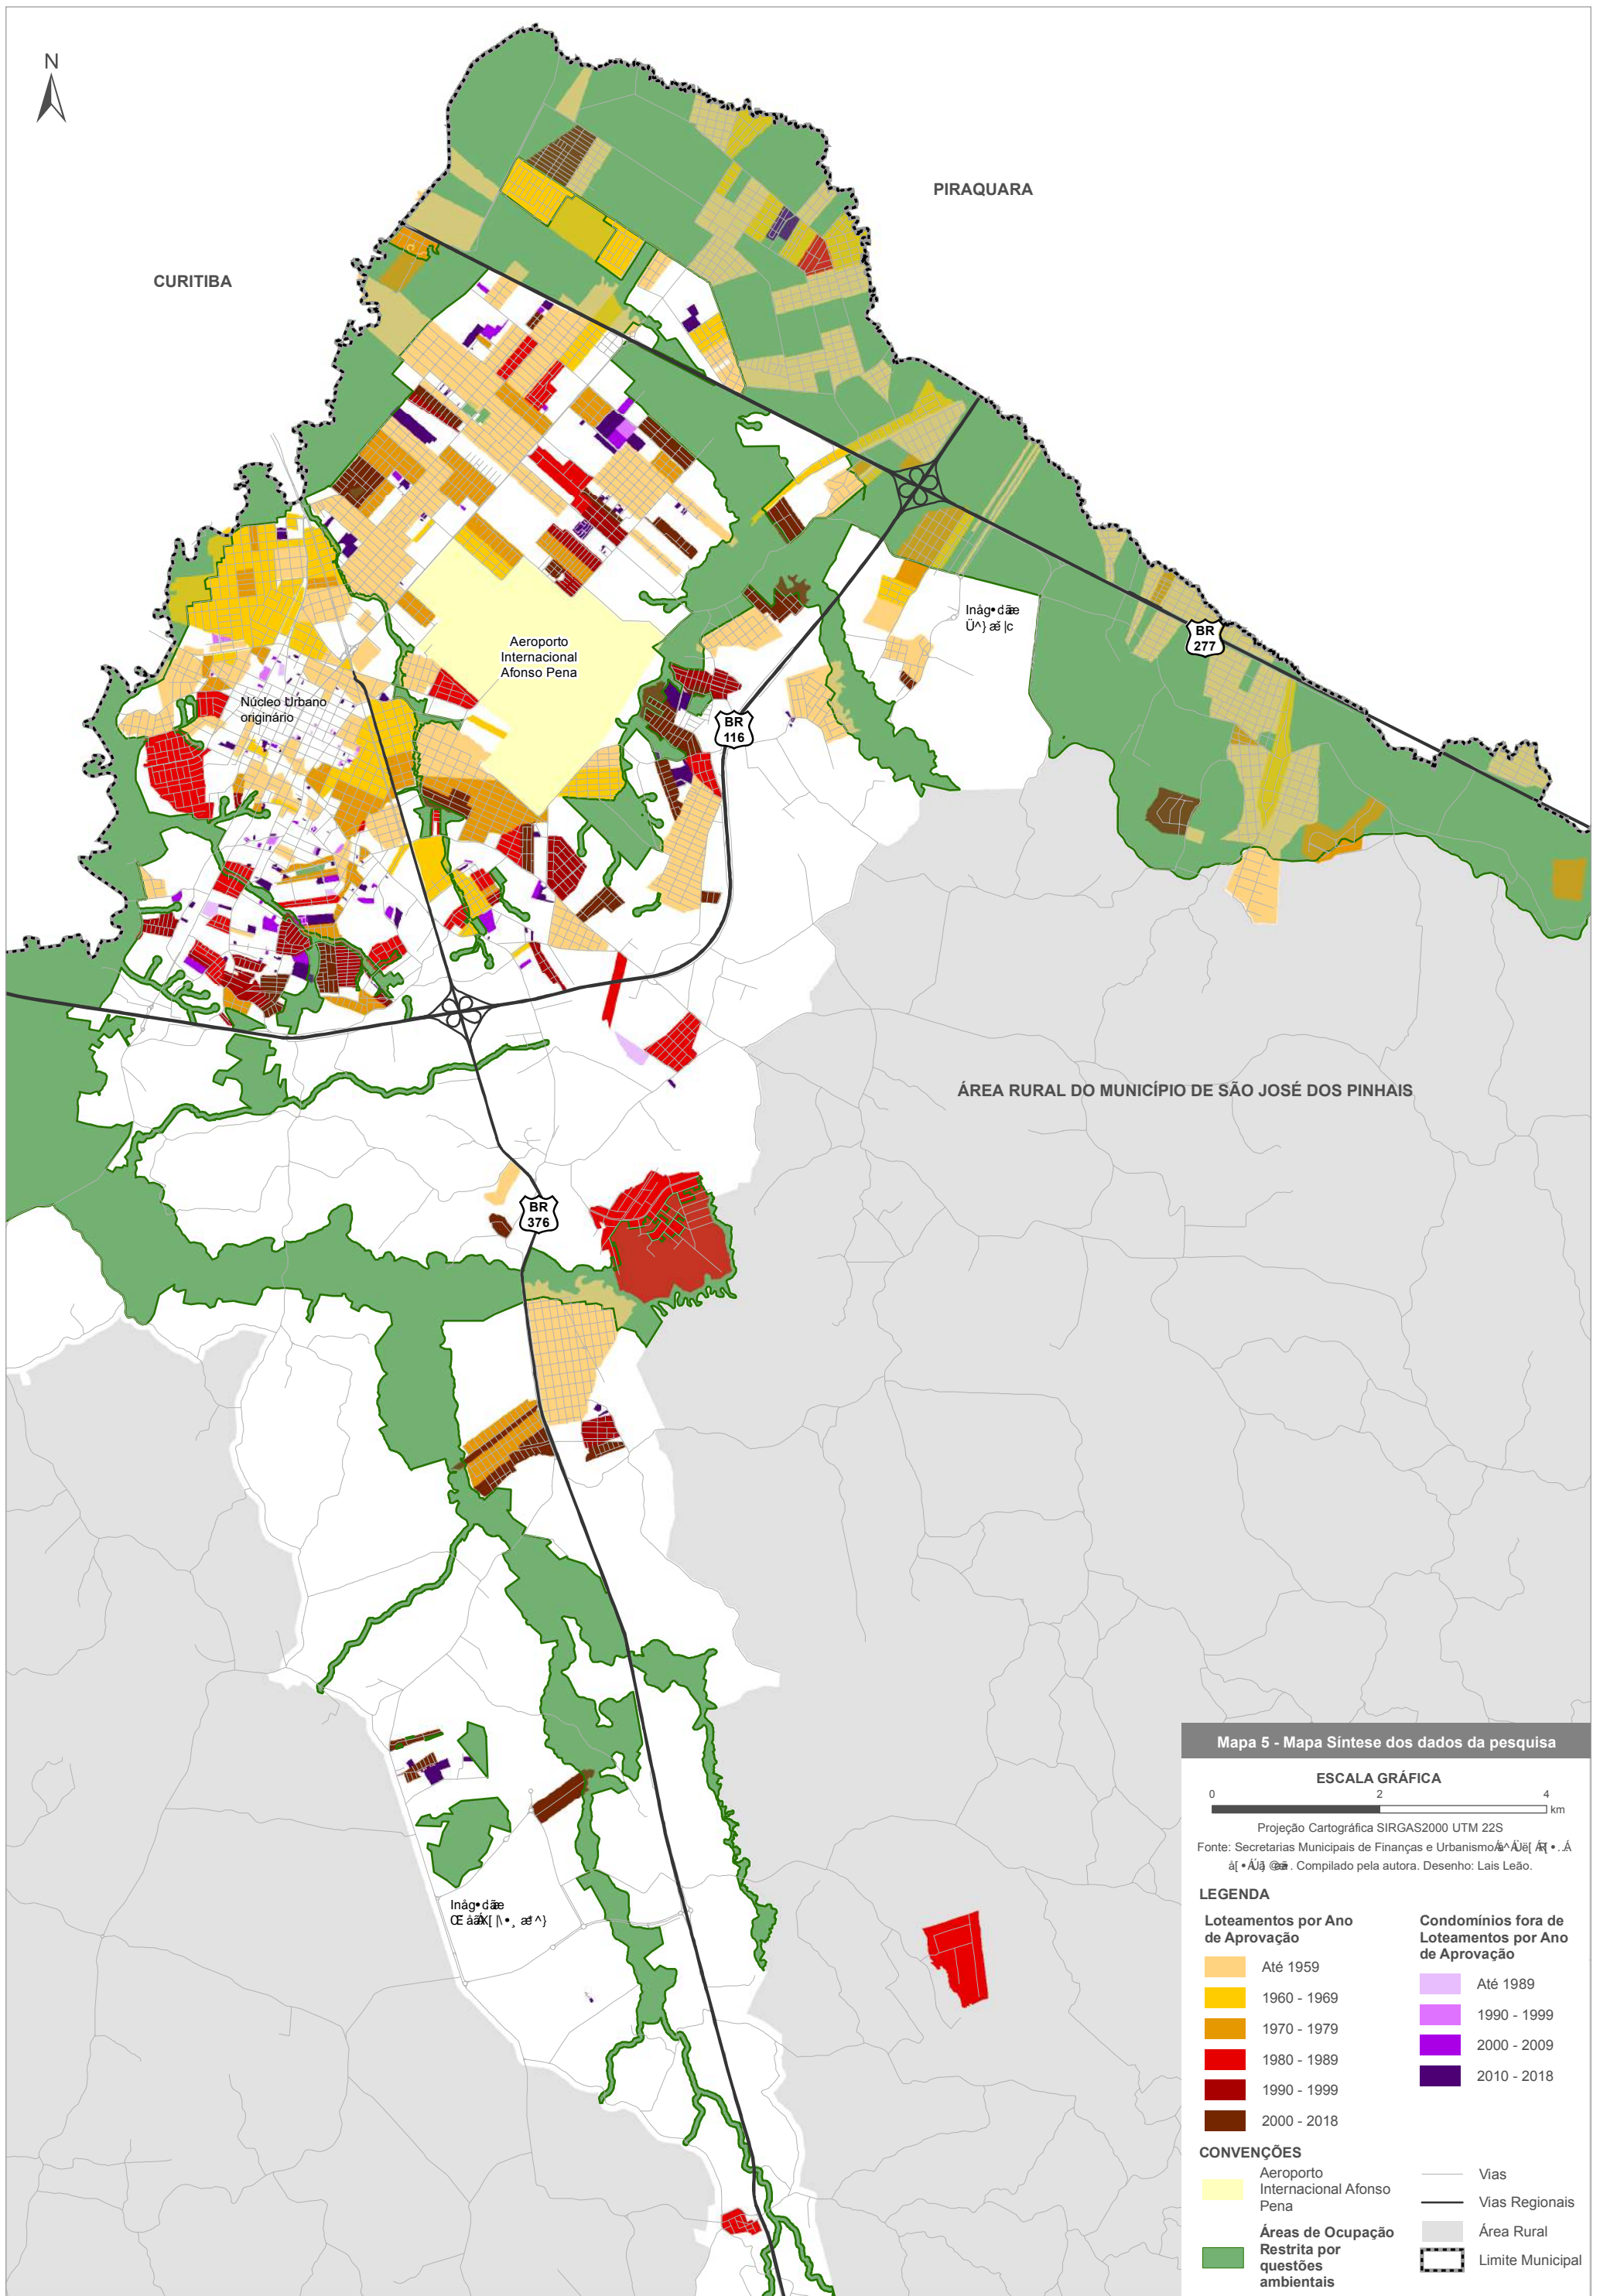 N
PIRAQUARA
CURITIBA
Aeroporto
Internacional
Afonso Pena
BR
277
Núcleo Urbano
originário
BR
116
ÁREA RURAL DO MUNICÍPIO DE SÃO JOSÉ DOS PINHAIS
BR
376
Mapa 5 - Mapa Síntese dos dados da pesquisa
ESCALA GRÁFICA
0 2 4
km
Projeção Cartográfica SIRGAS2000 UTM 22S
Fonte: Secretarias Municipais de Finanças e Urbanismo
. Compilado pela autora. Desenho: Lais Leão.
LEGENDA
Loteamentos por Ano
de Aprovação
Até 1959
1960 - 1969
1970 - 1979
1980 - 1989
1990 - 1999
2000 - 2018
Condomínios fora de
Loteamentos por Ano
de Aprovação
Até 1989
1990 - 1999
2000 - 2009
2010 - 2018
CONVENÇÕES
Aeroporto
Internacional Afonso
Pena
Áreas de Ocupação
Restrita por
questões
ambientais
Vias
Vias Regionais
Área Rural
Limite Municipal